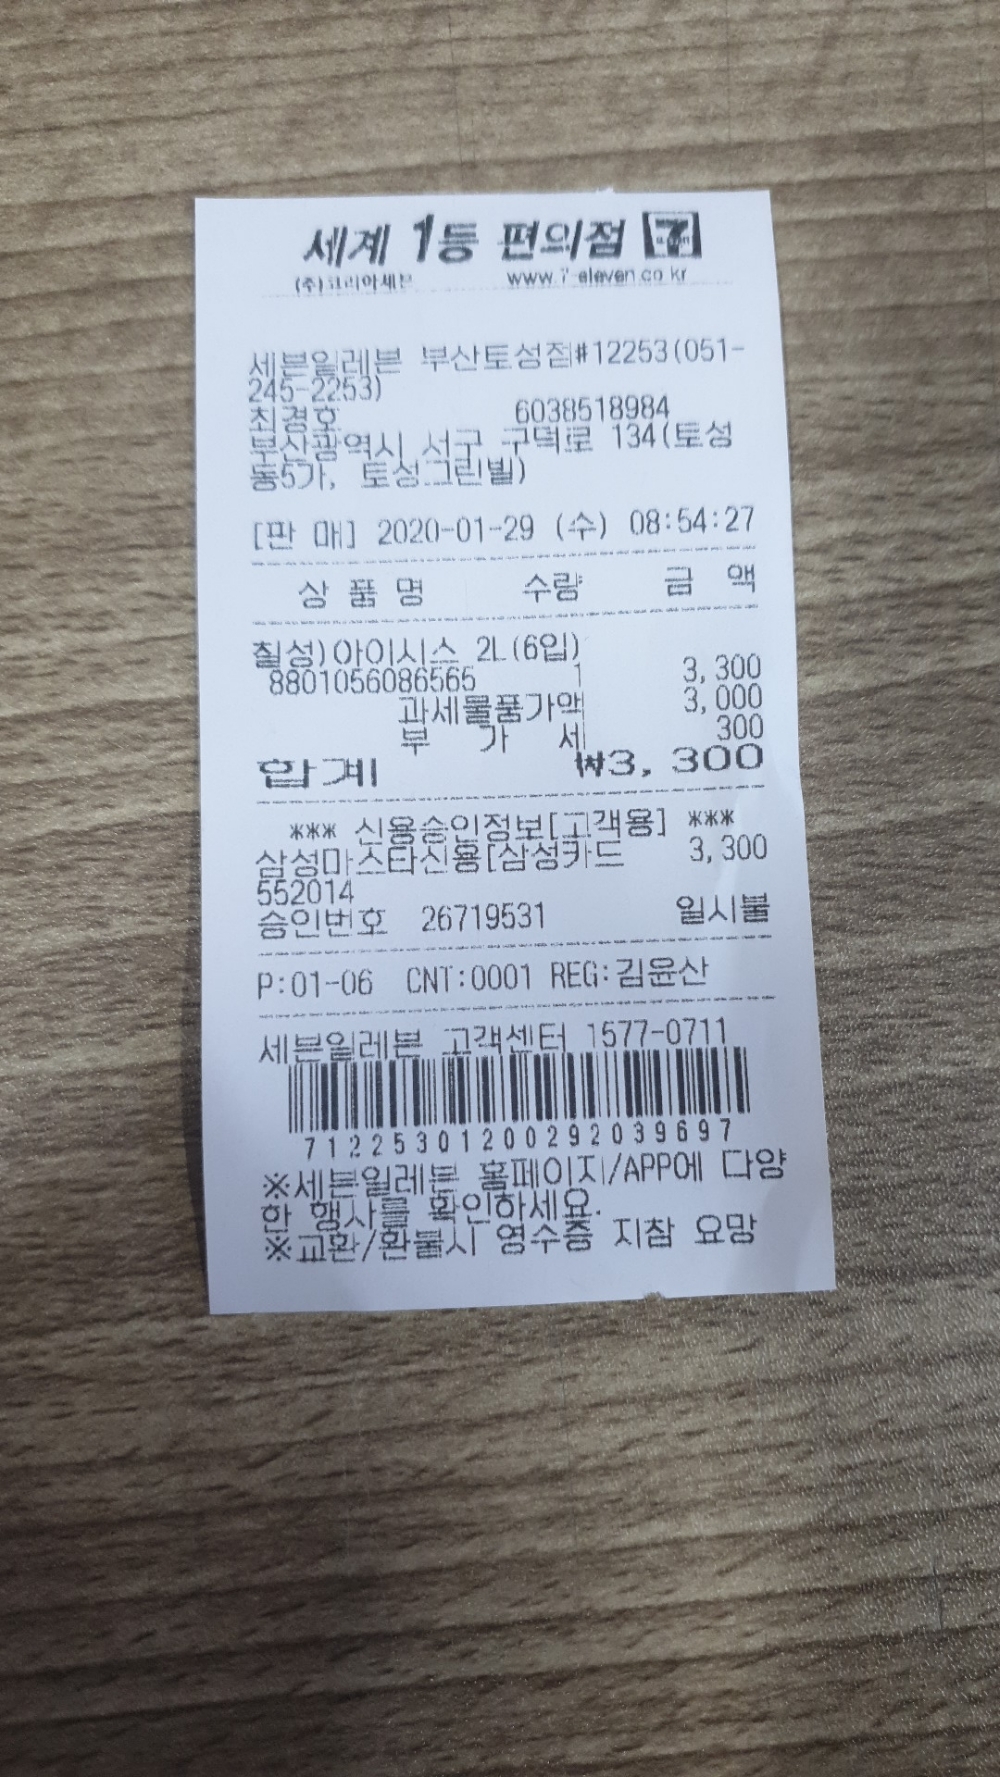 세계 1등 편의점 7
(주)코리아세븐 www.7-eleven.co.kr
세븐일레븐 부산토성점#12253(051-
245-2253)
최경호 6038518984
부산광역시 서구 구덕로 134(토성
동5가, 토성그린빌)
[판 매] 2020-01-29 (수) 08:54:27
상 품 명 수량 금 액
칠성)아이시스 2L(6입)
8801056086565 1 3,300
과세물품가액 3,000
부 가 세 300
합계 ₩3,300
*** 신용승인정보[고객용] ***
삼성마스타신용[삼성카드 3,300
552014
승인번호 26719531 일시불
P:01-06 CNT:0001 REG:김윤산
세븐일레븐 고객센터 1577-0711
7122530120029203969​7
※세븐일레븐 홈페이지/APP에 다양
한 행사를 확인하세요.
※교환/환불시 영수증 지참 요망